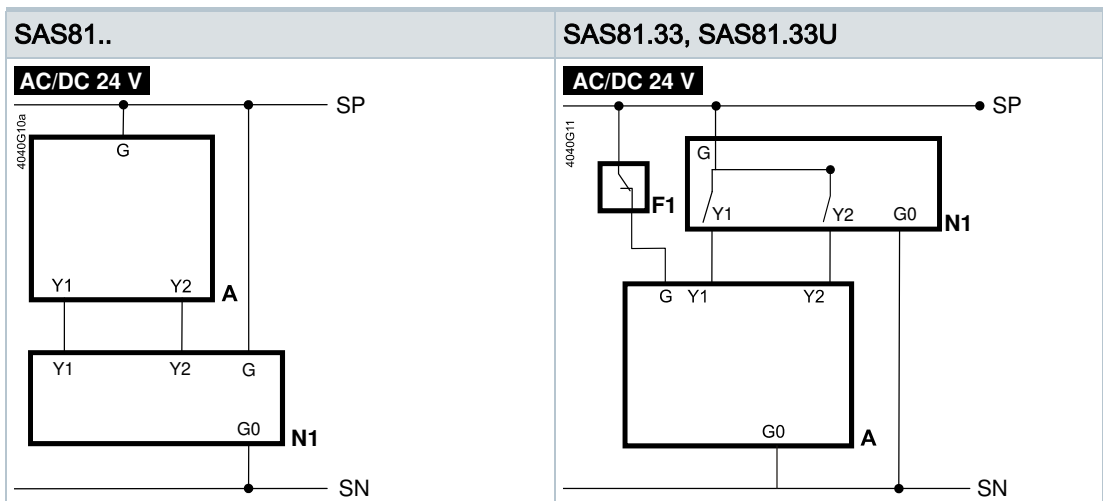 SAS81..
SAS81.33, SAS81.33U
AC/DC 24 V
SP
4040G10a
G
Y1 Y2
A
Y1 Y2 G
G0
N1
SN
AC/DC 24 V
SP
4040G11
F1
G
Y1 Y2 G0
N1
G Y1 Y2
G0
A
SN